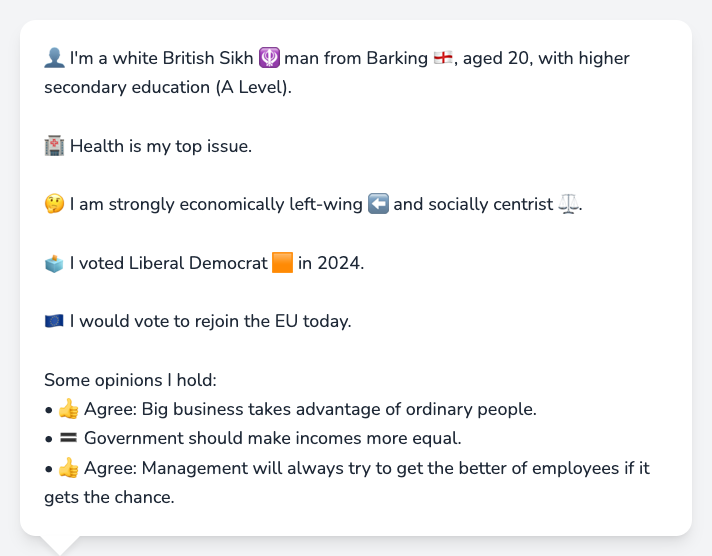 👤 I'm a white British Sikh 🪯 man from Barking 🏴󠁧󠁢󠁥󠁮󠁧󠁿, aged 20, with higher
secondary education (A Level).
🏥 Health is my top issue.
🤔 I am strongly economically left-wing ⬅️ and socially centrist ⚖️.
🗳️ I voted Liberal Democrat 🟧 in 2024.
🇪🇺 I would vote to rejoin the EU today.
Some opinions I hold:
• 👍 Agree: Big business takes advantage of ordinary people.
• 🟰 Government should make incomes more equal.
• 👍 Agree: Management will always try to get the better of employees if it
gets the chance.